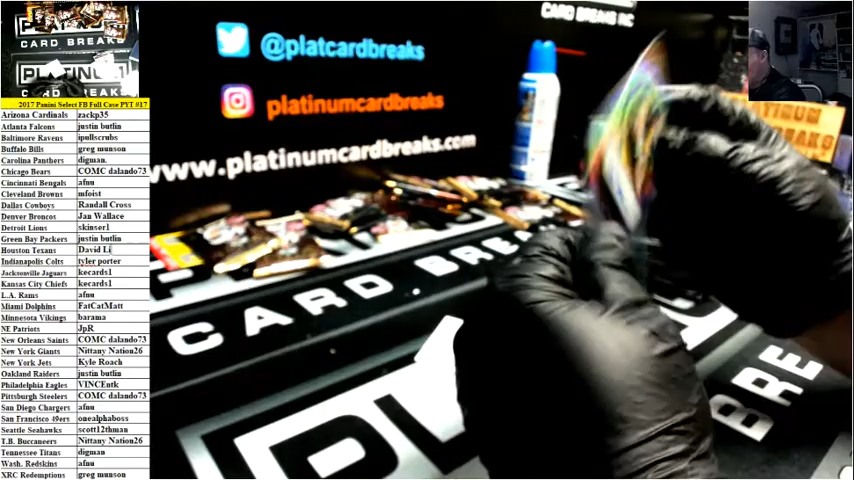 CARD BREAKS
PLATINUM
CARD BREAKS
2017 Panini Select FB Full Case PYT #17
Arizona Cardinals zackp35
Atlanta Falcons justin butlin
Baltimore Ravens ipullscrubs
Buffalo Bills greg munson
Carolina Panthers digman.
Chicago Bears COMC dalando73
Cincinnati Bengals afnu
Cleveland Browns mfoist
Dallas Cowboys Randall Cross
Denver Broncos Jan Wallace
Detroit Lions skinser1
Green Bay Packers justin butlin
Houston Texans David Li
Indianapolis Colts tyler porter
Jacksonville Jaguars kecards1
Kansas City Chiefs kecards1
L.A. Rams afnu
Miami Dolphins FatCatMatt
Minnesota Vikings barama
NE Patriots JpR
New Orleans Saints COMC dalando73
New York Giants Nittany Nation26
New York Jets Kyle Roach
Oakland Raiders justin butlin
Philadelphia Eagles VINCEntk
Pittsburgh Steelers COMC dalando73
San Diego Chargers afnu
San Francisco 49ers onealphaboss
Seattle Seahawks scott12thman
T.B. Buccaneers Nittany Nation26
Tennessee Titans digman
Wash. Redskins afnu
XRC Redemptions greg munson
CARD BREAKS INC
@platcardbreaks
platinumcardbreaks
www.platinumcardbreaks.com
CARD BREA
PL
BRE